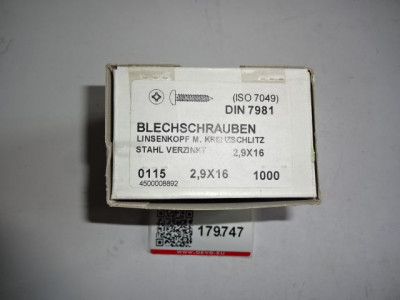 (ISO 7049)
DIN 7981
BLECHSCHRAUBEN
LINSENKOPF M. KREUZSCHLITZ
STAHL VERZINKT 2,9X16
0115 2,9X16 1000
4500008892
179.747